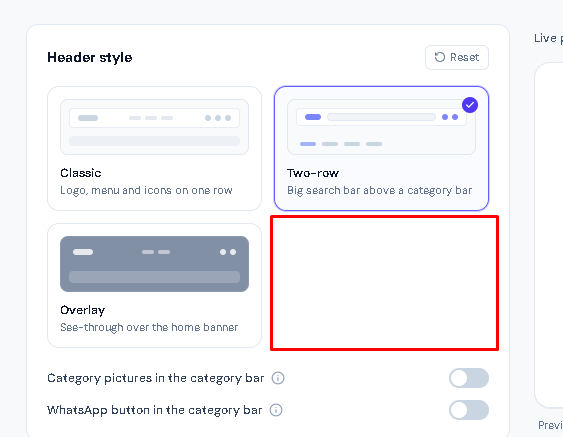 Header style
Reset
Live
Classic
Logo, menu and icons on one row
Two-row
Big search bar above a category bar
Overlay
See-through over the home banner
Category pictures in the category bar
WhatsApp button in the category bar